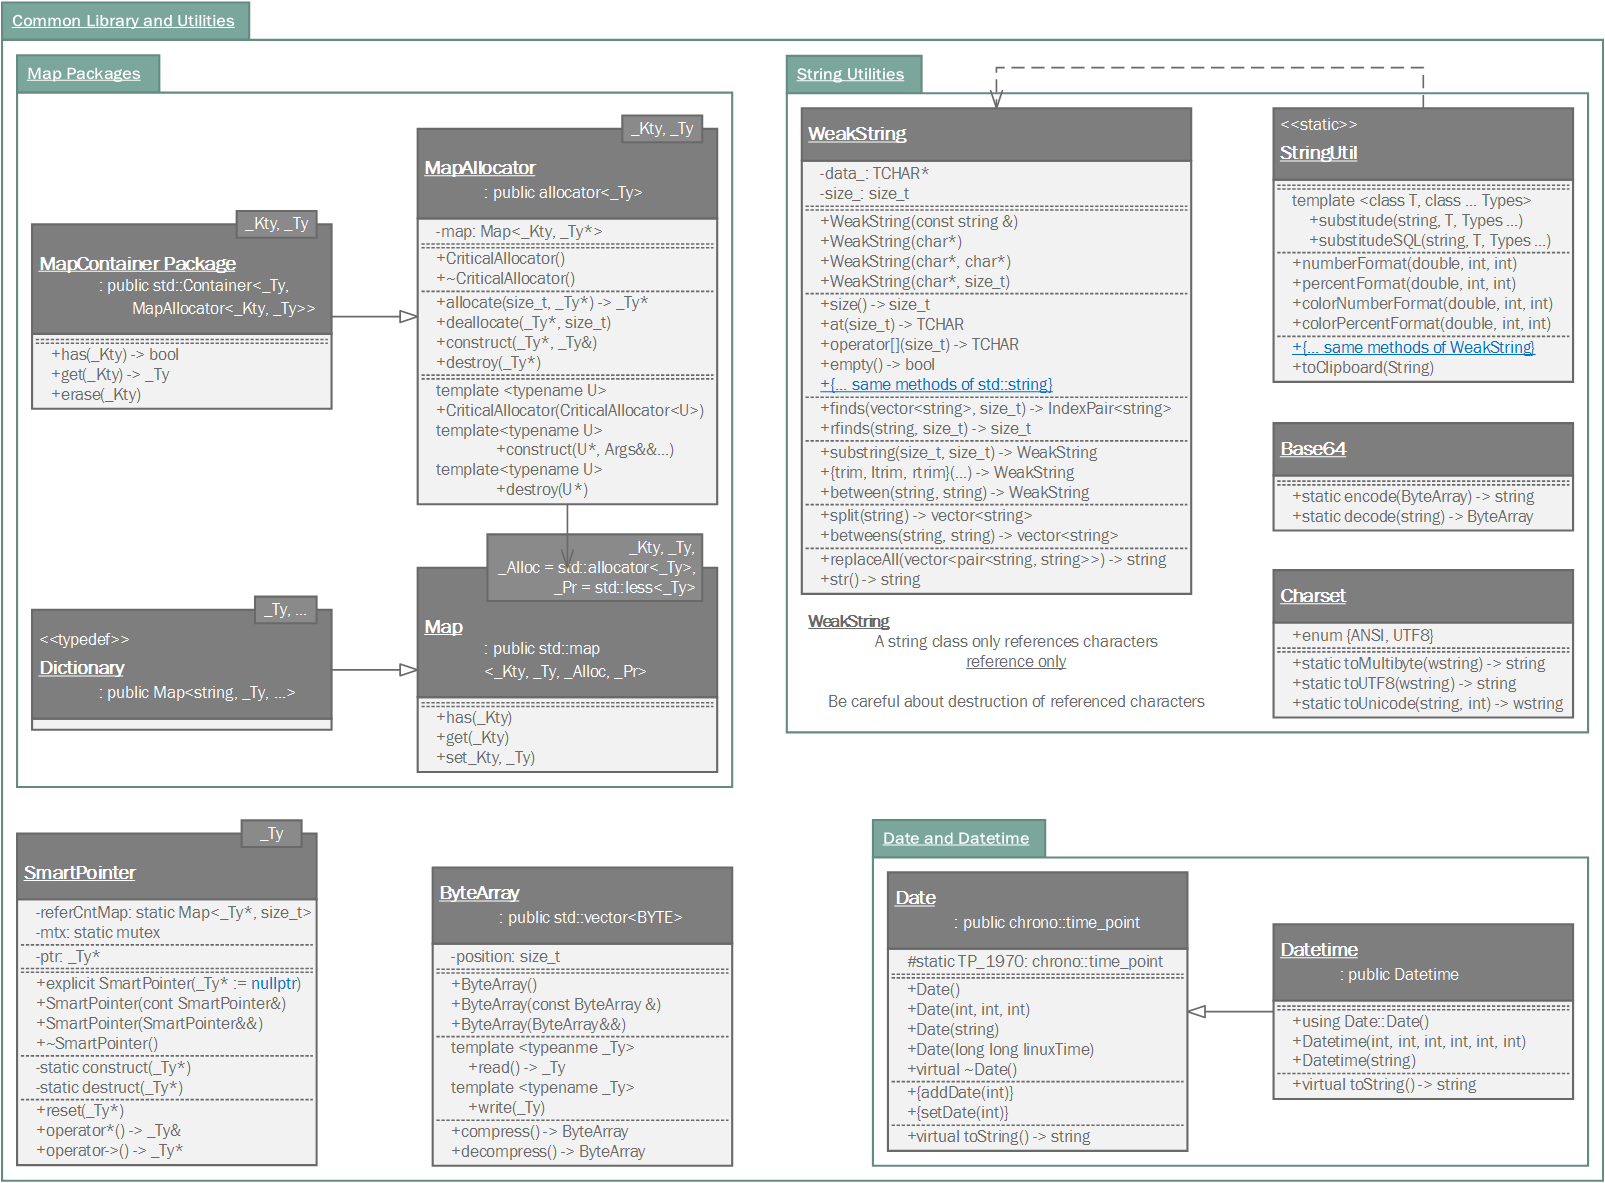 Common Library and Utilities
Map Packages
_Kty, _Ty
MapContainer Package
: public std::Container<_Ty,
MapAllocator<_Kty, _Ty>>
+has(_Kty) -> bool
+get(_Kty) -> _Ty
+erase(_Kty)
_Kty, _Ty
MapAllocator
: public allocator<_Ty>
-map: Map<_Kty, _Ty*>
+CriticalAllocator()
+~CriticalAllocator()
+allocate(size_t, _Ty*) -> _Ty*
+deallocate(_Ty*, size_t)
+construct(_Ty*, _Ty&)
+destroy(_Ty*)
template <typename U>
+CriticalAllocator(CriticalAllocator<U>)
template<typename U>
+construct(U*, Args&&...)
template<typename U>
+destroy(U*)
_Ty, ...
<<typedef>>
Dictionary
: public Map<string, _Ty, ...>
_Kty, _Ty,
_Alloc = std::allocator<_Ty>,
_Pr = std::less<_Ty>
Map
: public std::map
<_Kty, _Ty, _Alloc, _Pr>
+has(_Kty)
+get(_Kty)
+set_Kty, _Ty)
String Utilities
WeakString
-data_: TCHAR*
-size_: size_t
+WeakString(const string &)
+WeakString(char*)
+WeakString(char*, char*)
+WeakString(char*, size_t)
+size() -> size_t
+at(size_t) -> TCHAR
+operator[](size_t) -> TCHAR
+empty() -> bool
+{... same methods of std::string}
+finds(vector<string>, size_t) -> IndexPair<string>
+rfinds(string, size_t) -> size_t
+substring(size_t, size_t) -> WeakString
+{trim, ltrim, rtrim}(...) -> WeakString
+between(string, string) -> WeakString
+split(string) -> vector<string>
+betweens(string, string) -> vector<string>
+replaceAll(vector<pair<string, string>>) -> string
+str() -> string
WeakString
A string class only references characters
reference only
Be careful about destruction of referenced characters
<<static>>
StringUtil
template <class T, class ... Types>
+substitude(string, T, Types ...)
+substitudeSQL(string, T, Types ...)
+numberFormat(double, int, int)
+percentFormat(double, int, int)
+colorNumberFormat(double, int, int)
+colorPercentFormat(double, int, int)
+{... same methods of WeakString}
+toClipboard(String)
Base64
+static encode(ByteArray) -> string
+static decode(string) -> ByteArray
Charset
+enum {ANSI, UTF8}
+static toMultibyte(wstring) -> string
+static toUTF8(wstring) -> string
+static toUnicode(string, int) -> wstring
_Ty
SmartPointer
-referCntMap: static Map<_Ty*, size_t>
-mtx: static mutex
-ptr: _Ty*
+explicit SmartPointer(_Ty* := nullptr)
+SmartPointer(cont SmartPointer&)
+SmartPointer(SmartPointer&&)
+~SmartPointer()
-static construct(_Ty*)
-static destruct(_Ty*)
+reset(_Ty*)
+operator*() -> _Ty&
+operator->() -> _Ty*
ByteArray
: public std::vector<BYTE>
-position: size_t
+ByteArray()
+ByteArray(const ByteArray &)
+ByteArray(ByteArray&&)
template <typeanme _Ty>
+read() -> _Ty
template <typename _Ty>
+write(_Ty)
+compress() -> ByteArray
+decompress() -> ByteArray
Date and Datetime
Date
: public chrono::time_point
#static TP_1970: chrono::time_point
+Date()
+Date(int, int, int)
+Date(string)
+Date(long long linuxTime)
+virtual ~Date()
+{addDate(int)}
+{setDate(int)}
+virtual toString() -> string
Datetime
: public Datetime
+using Date::Date()
+Datetime(int, int, int, int, int, int)
+Datetime(string)
+virtual toString() -> string